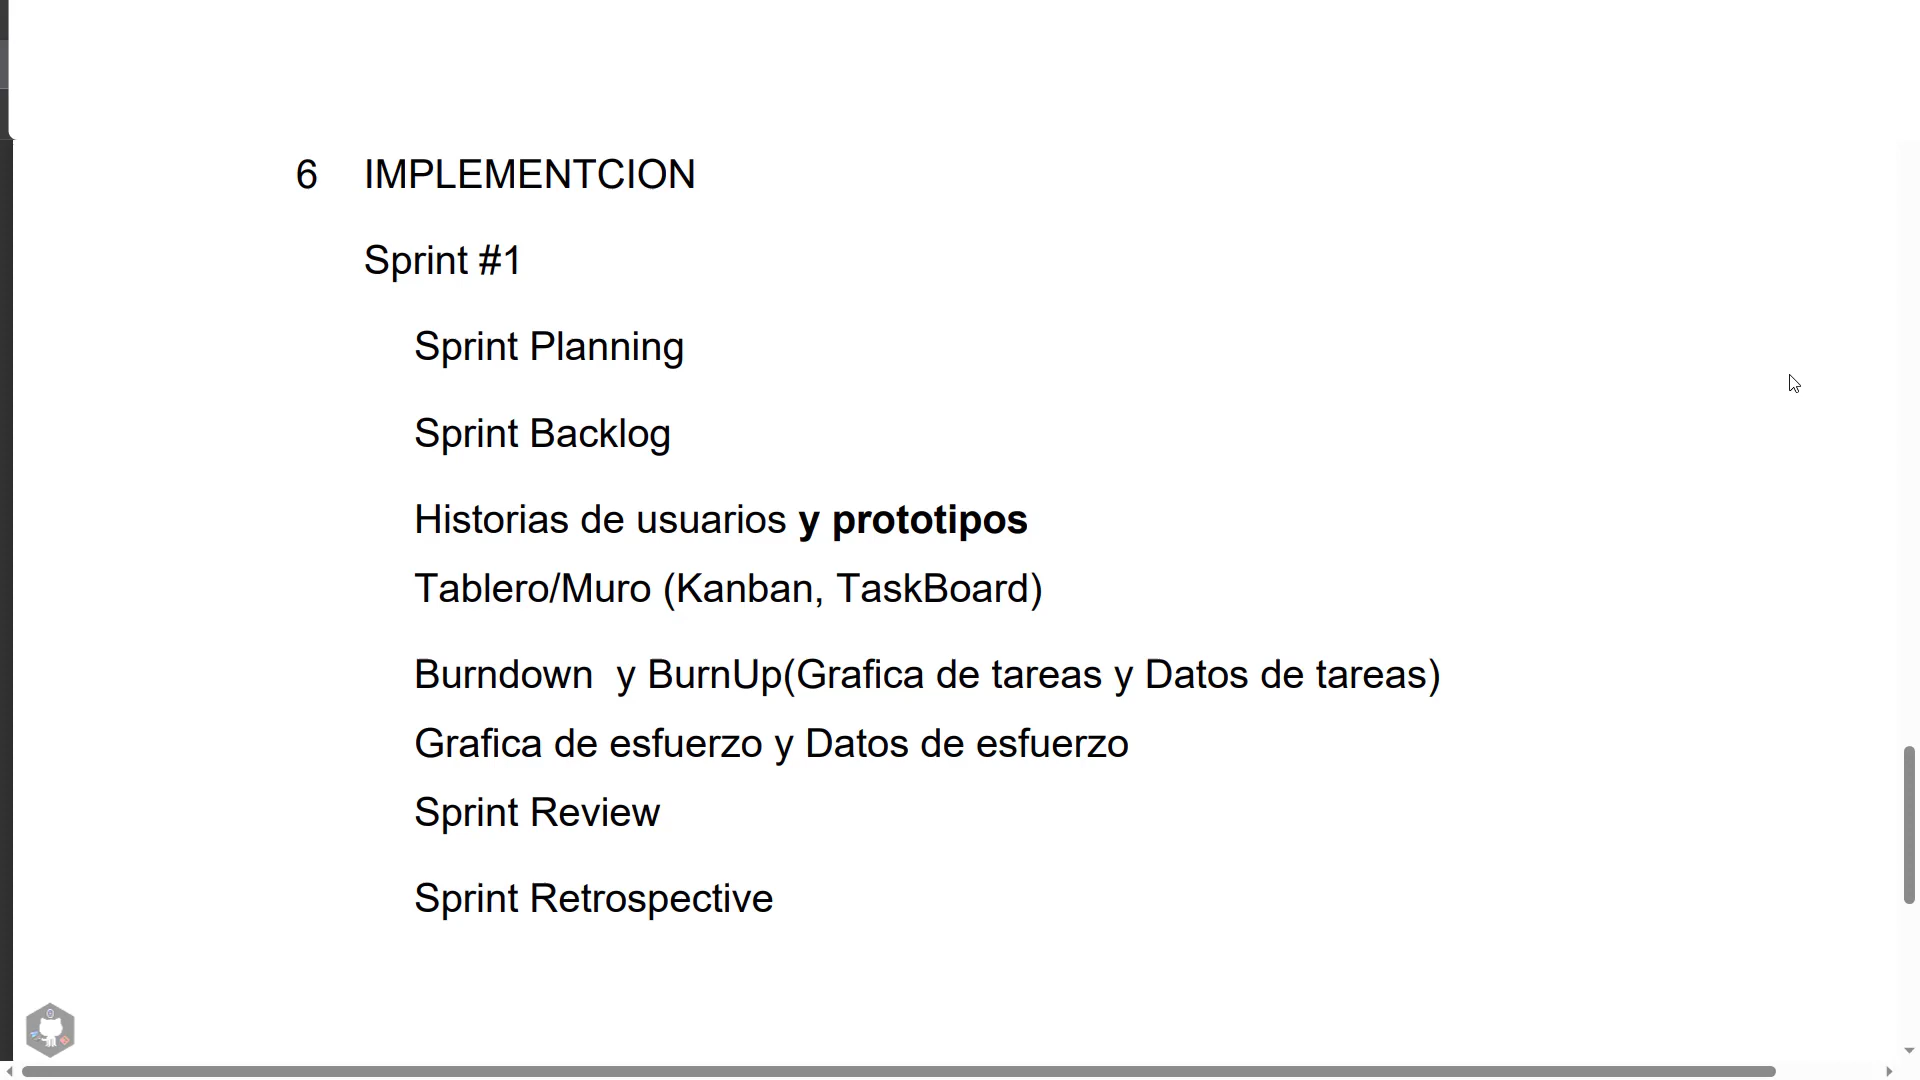 6 IMPLEMENTCION
Sprint #1
Sprint Planning
Sprint Backlog
Historias de usuarios y prototipos
Tablero/Muro (Kanban, TaskBoard)
Burndown  y BurnUp(Grafica de tareas y Datos de tareas)
Grafica de esfuerzo y Datos de esfuerzo
Sprint Review
Sprint Retrospective